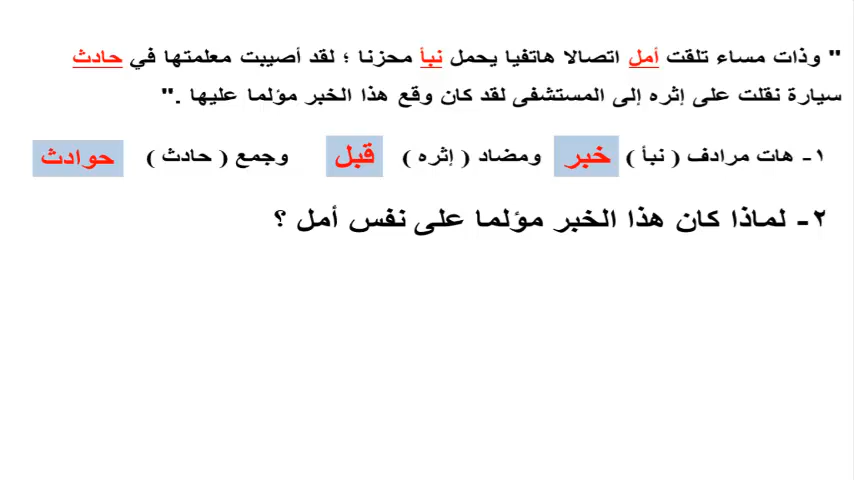 " وذات مساء تلقت أمل اتصالا هاتفيا يحمل نبأ محزنا ؛ لقد أصيبت معلمتها في حادث
سيارة نقلت على إثره إلى المستشفى لقد كان وقع هذا الخبر مؤلما عليها ."
١- هات مرادف ( نبأ ) خبر ومضاد ( إثره ) قبل وجمع ( حادث ) حوادث
٢- لماذا كان هذا الخبر مؤلما على نفس أمل ؟